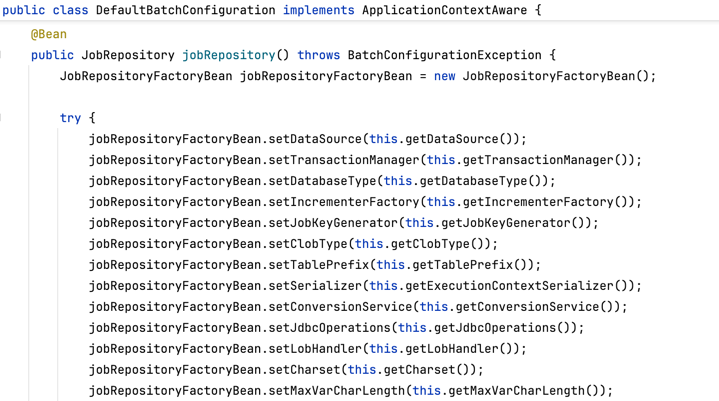 public class DefaultBatchConfiguration implements ApplicationContextAware {
@Bean
public JobRepository jobRepository() throws BatchConfigurationException {
JobRepositoryFactoryBean jobRepositoryFactoryBean = new JobRepositoryFactoryBean();
try {
jobRepositoryFactoryBean.setDataSource(this.getDataSource());
jobRepositoryFactoryBean.setTransactionManager(this.getTransactionManager());
jobRepositoryFactoryBean.setDatabaseType(this.getDatabaseType());
jobRepositoryFactoryBean.setIncrementerFactory(this.getIncrementerFactory());
jobRepositoryFactoryBean.setJobKeyGenerator(this.getJobKeyGenerator());
jobRepositoryFactoryBean.setClobType(this.getClobType());
jobRepositoryFactoryBean.setTablePrefix(this.getTablePrefix());
jobRepositoryFactoryBean.setSerializer(this.getExecutionContextSerializer());
jobRepositoryFactoryBean.setConversionService(this.getConversionService());
jobRepositoryFactoryBean.setJdbcOperations(this.getJdbcOperations());
jobRepositoryFactoryBean.setLobHandler(this.getLobHandler());
jobRepositoryFactoryBean.setCharset(this.getCharset());
jobRepositoryFactoryBean.setMaxVarCharLength(this.getMaxVarCharLength());